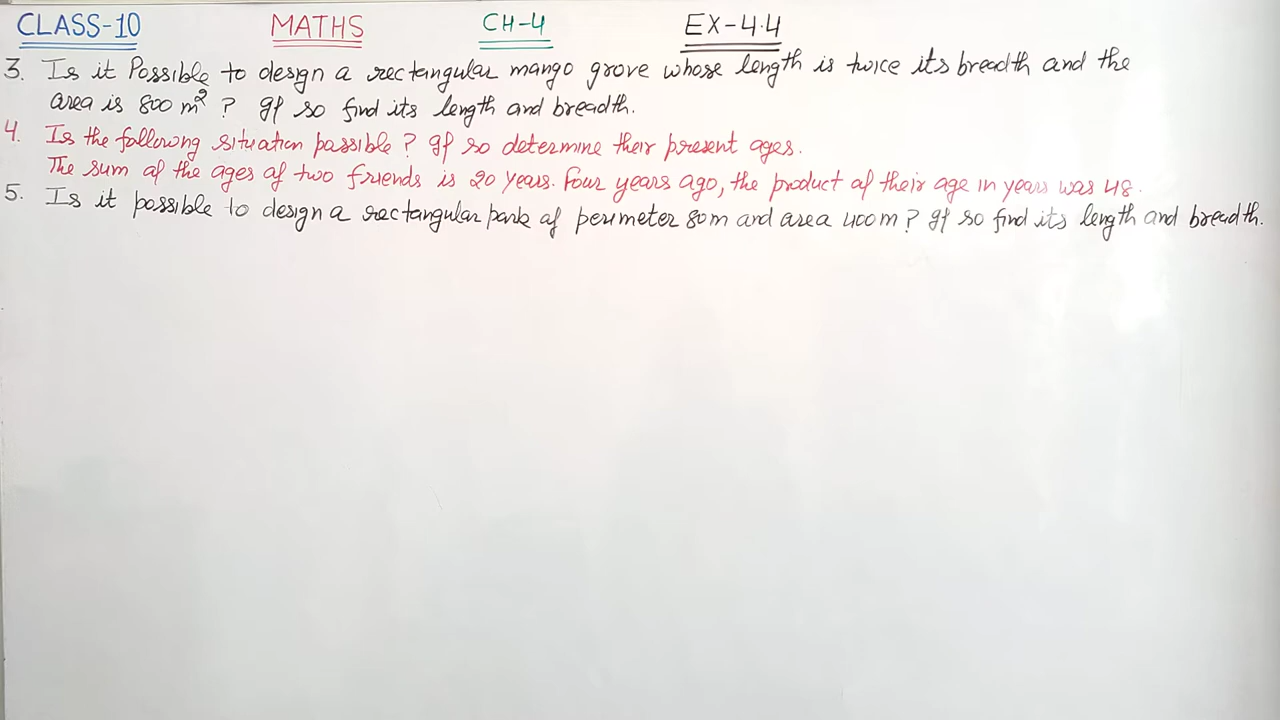 CLASS-10 MATHS CH-4 EX-4.4
3. Is it Possible to design a rectangular mango grove whose length is twice its breadth and the
area is 800 m² ? If so find its length and breadth.
4. Is the following situation possible ? If so determine their present ages.
The sum of the ages of two friends is 20 years. Four years ago, the product of their age in years was 48.
5. Is it possible to design a rectangular park of perimeter 80m and area 400m ? If so find its length and breadth.